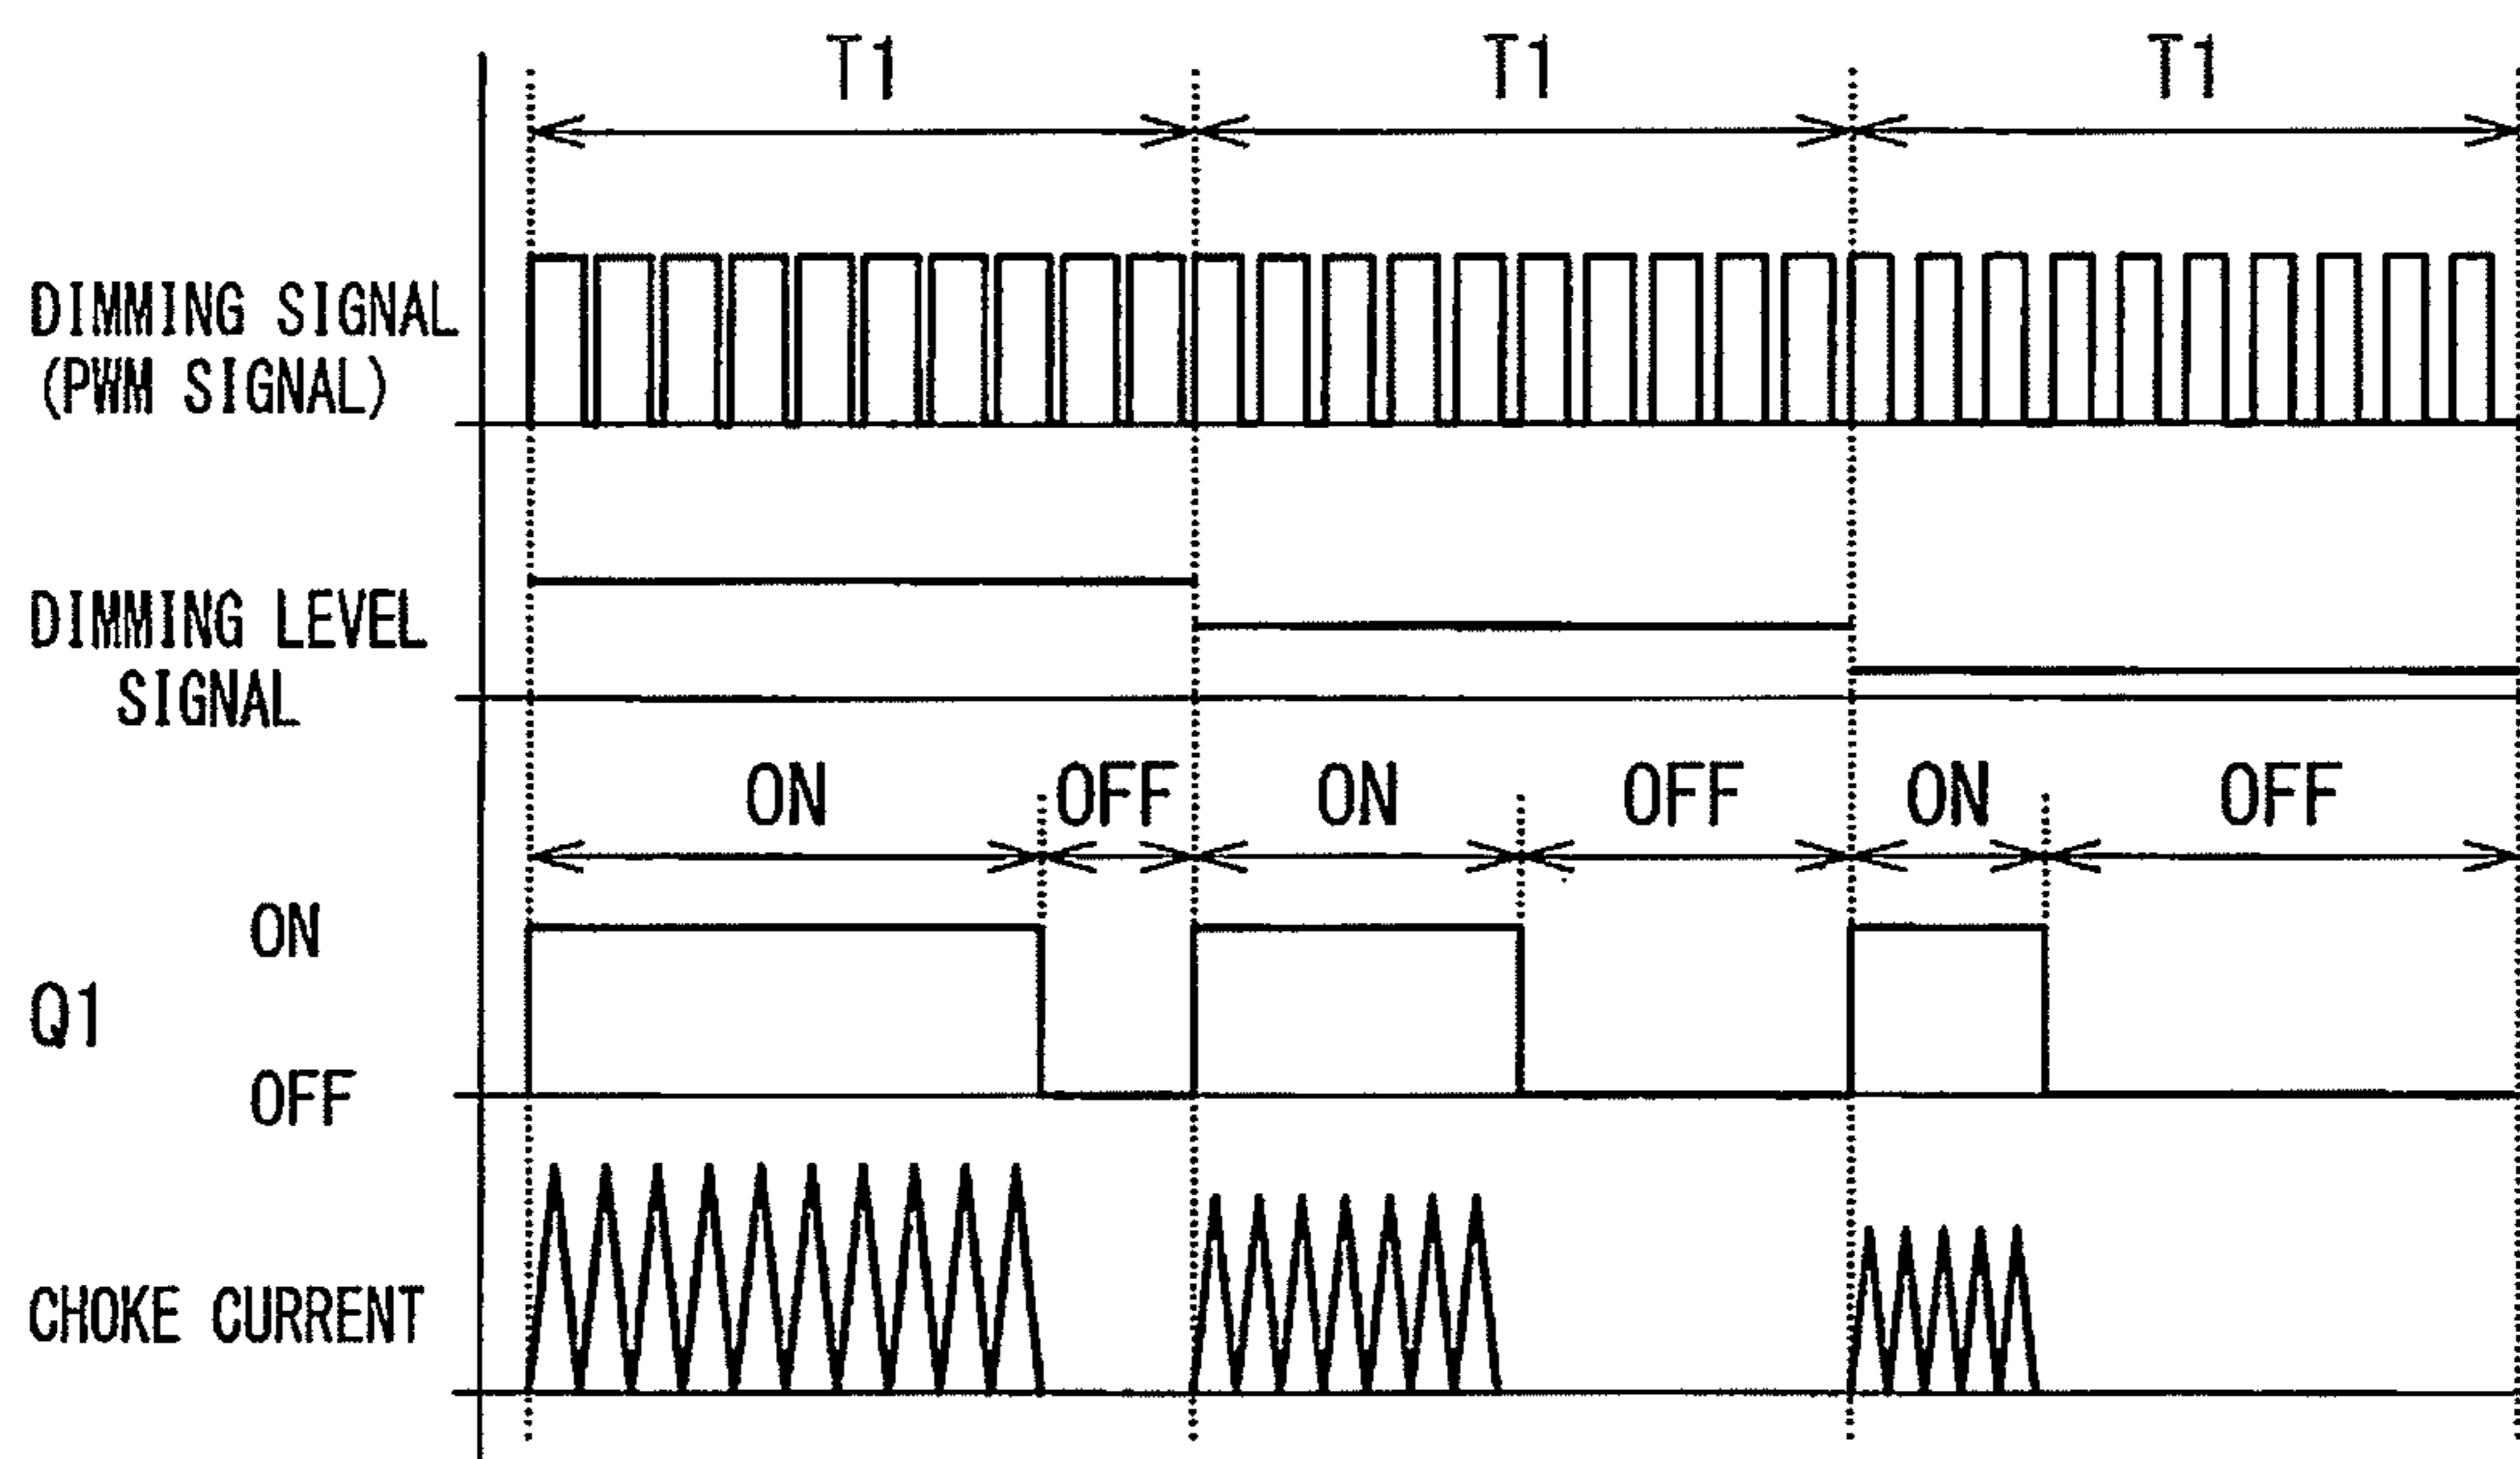 T1 T1 T1
DIMMING SIGNAL
(PWM SIGNAL)
DIMMING LEVEL
SIGNAL
ON OFF ON OFF ON OFF
ON
Q1
OFF
CHOKE CURRENT